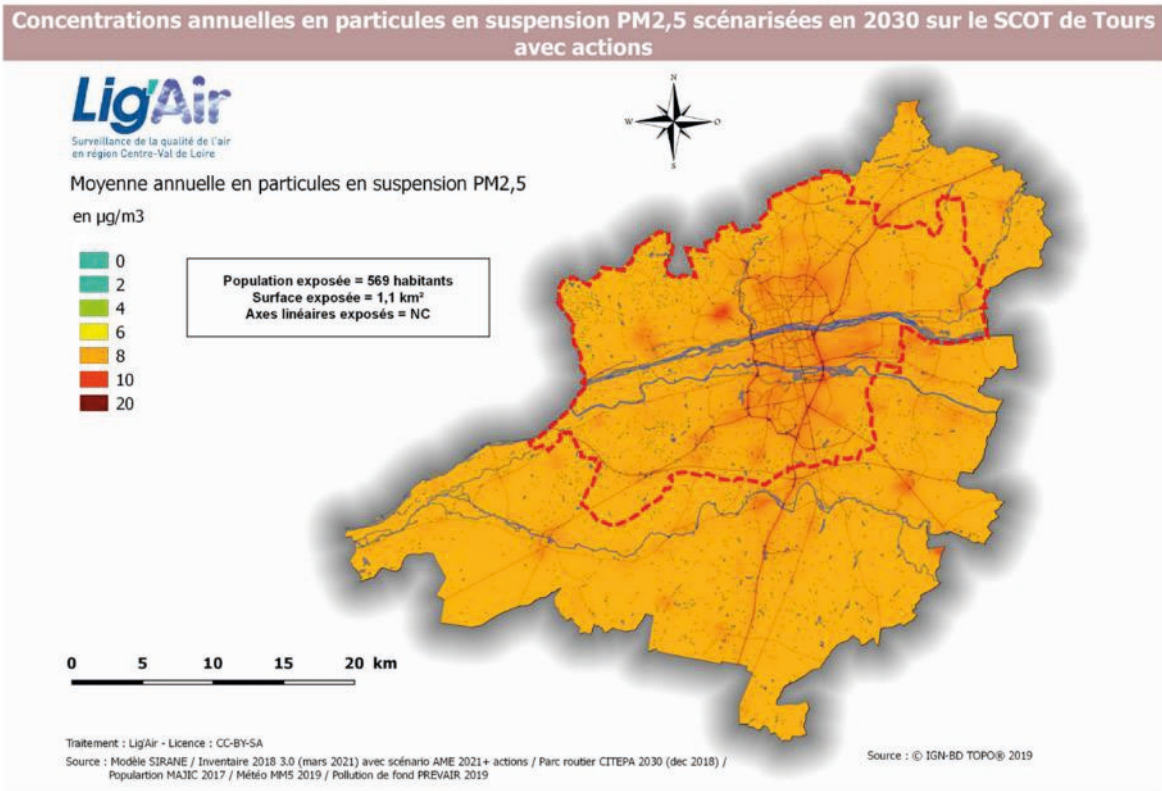 Concentrations annuelles en particules en suspension PM2,5 scénarisées en 2030 sur le SCOT de Tours
avec actions
Lig'Air
Surveillance de la qualité de l'air
en région Centre-Val de Loire
N
W
O
S
Moyenne annuelle en particules en suspension PM2,5
en µg/m3
0
2
4
6
8
10
20
Population exposée = 569 habitants
Surface exposée = 1,1 km²
Axes linéaires exposés = NC
0 5 10 15 20 km
Traitement : Lig'Air - Licence : CC-BY-SA
Source : Modèle SIRANE / Inventaire 2018 3.0 (mars 2021) avec scénario AME 2021+ actions / Parc routier CITEPA 2030 (dec 2018) /
Populartion MAJIC 2017 / Météo MM5 2019 / Pollution de fond PREVAIR 2019
Source : © IGN-BD TOPO® 2019